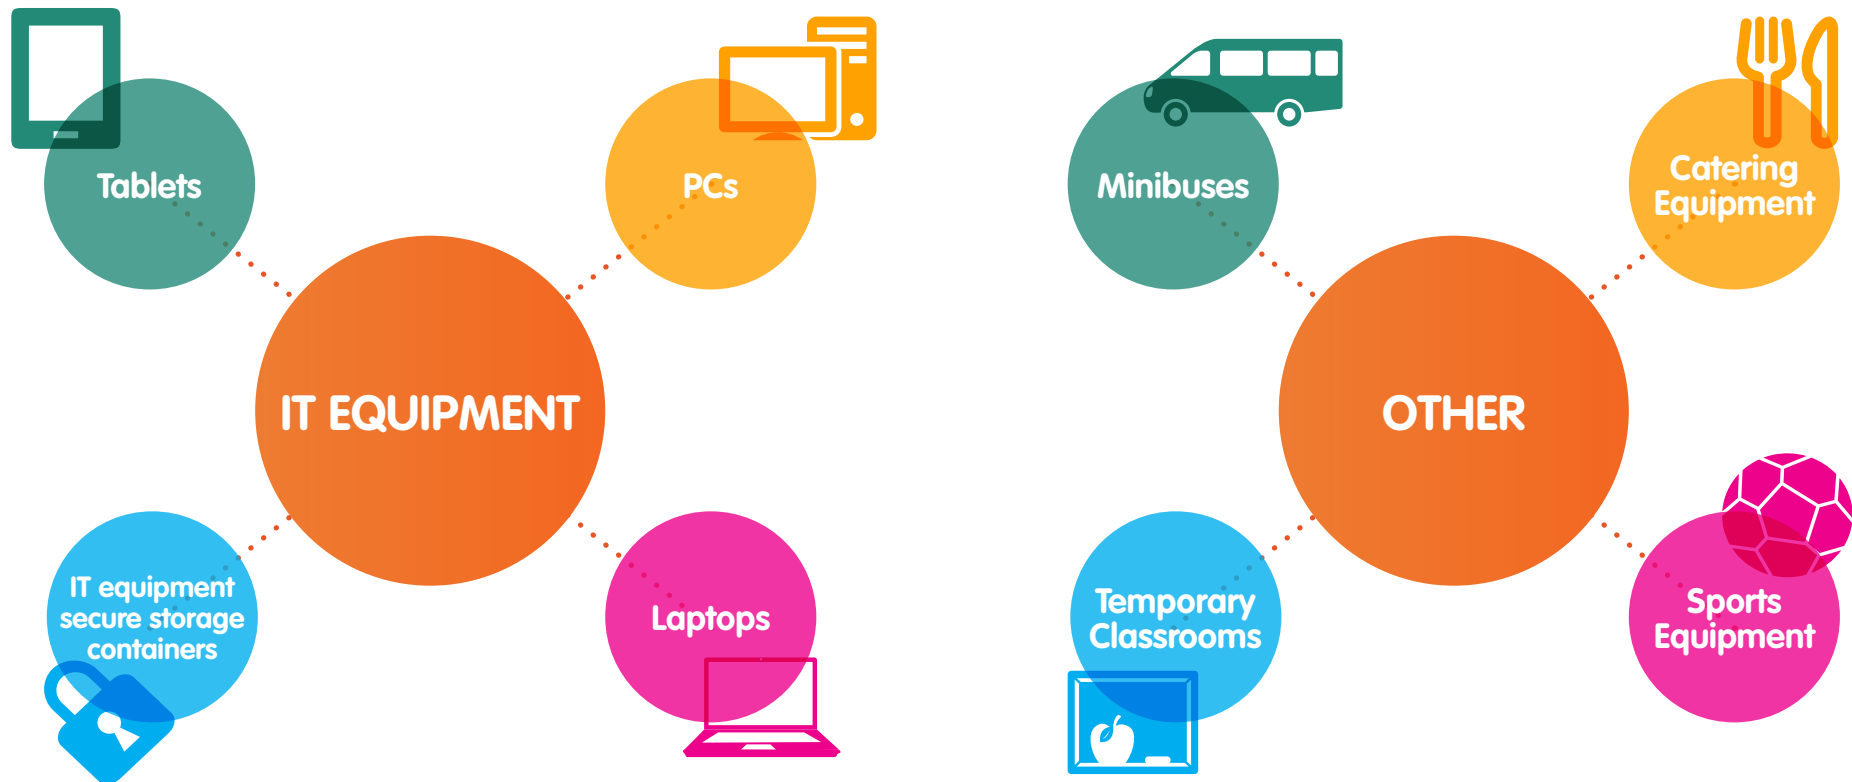 Tablets
PCs
IT EQUIPMENT
IT equipment
secure storage
containers
Laptops
Minibuses
Catering
Equipment
OTHER
Temporary
Classrooms
Sports
Equipment